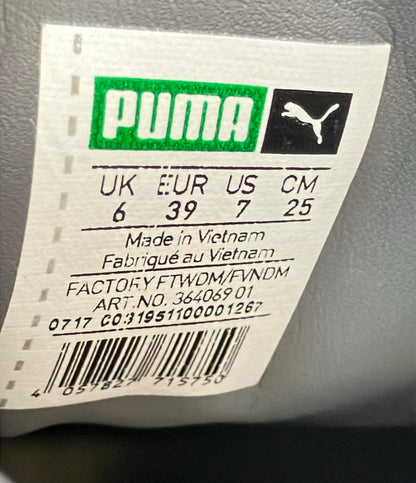 PUMA
UK EUR US CM
6 39 7 25
Made in Vietnam
Fabriqué au Vietnam
FACTORY FTWDM/FVNDM
ART.NO. 364069 01
0717 C031951100001267
4 057827 715750